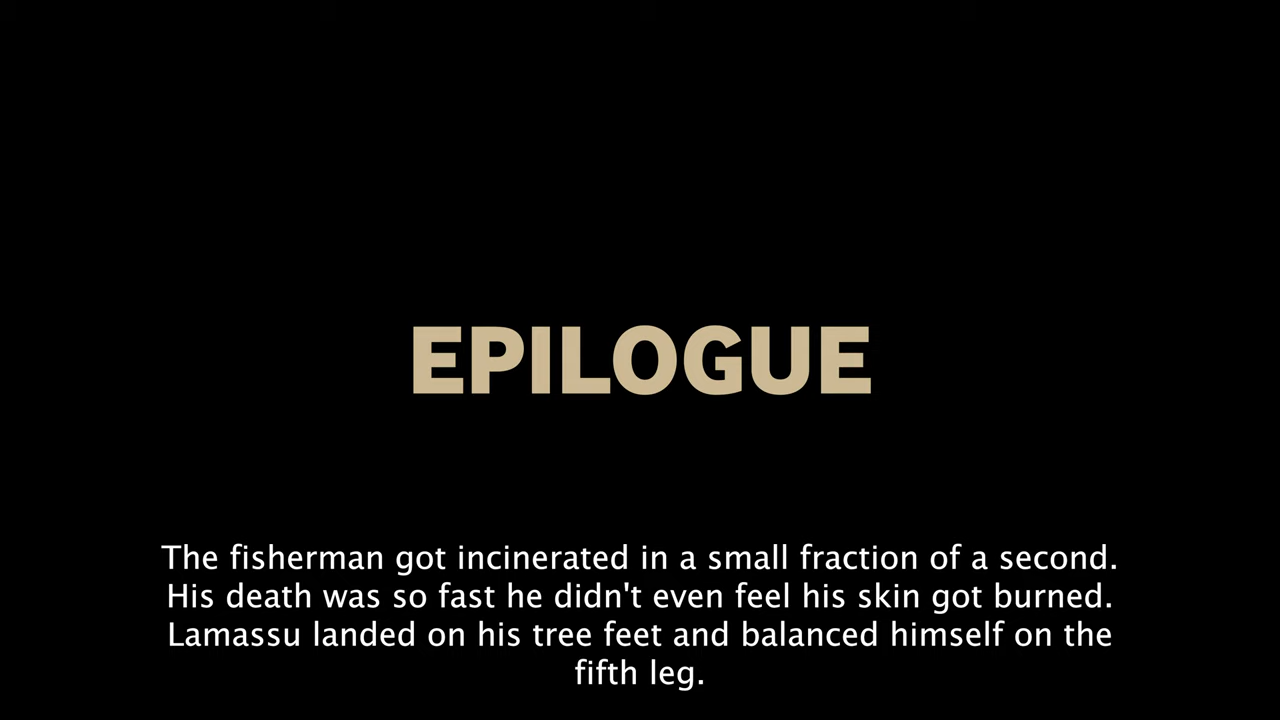 EPILOGUE
The fisherman got incinerated in a small fraction of a second.
His death was so fast he didn't even feel his skin got burned.
Lamassu landed on his tree feet and balanced himself on the
fifth leg.